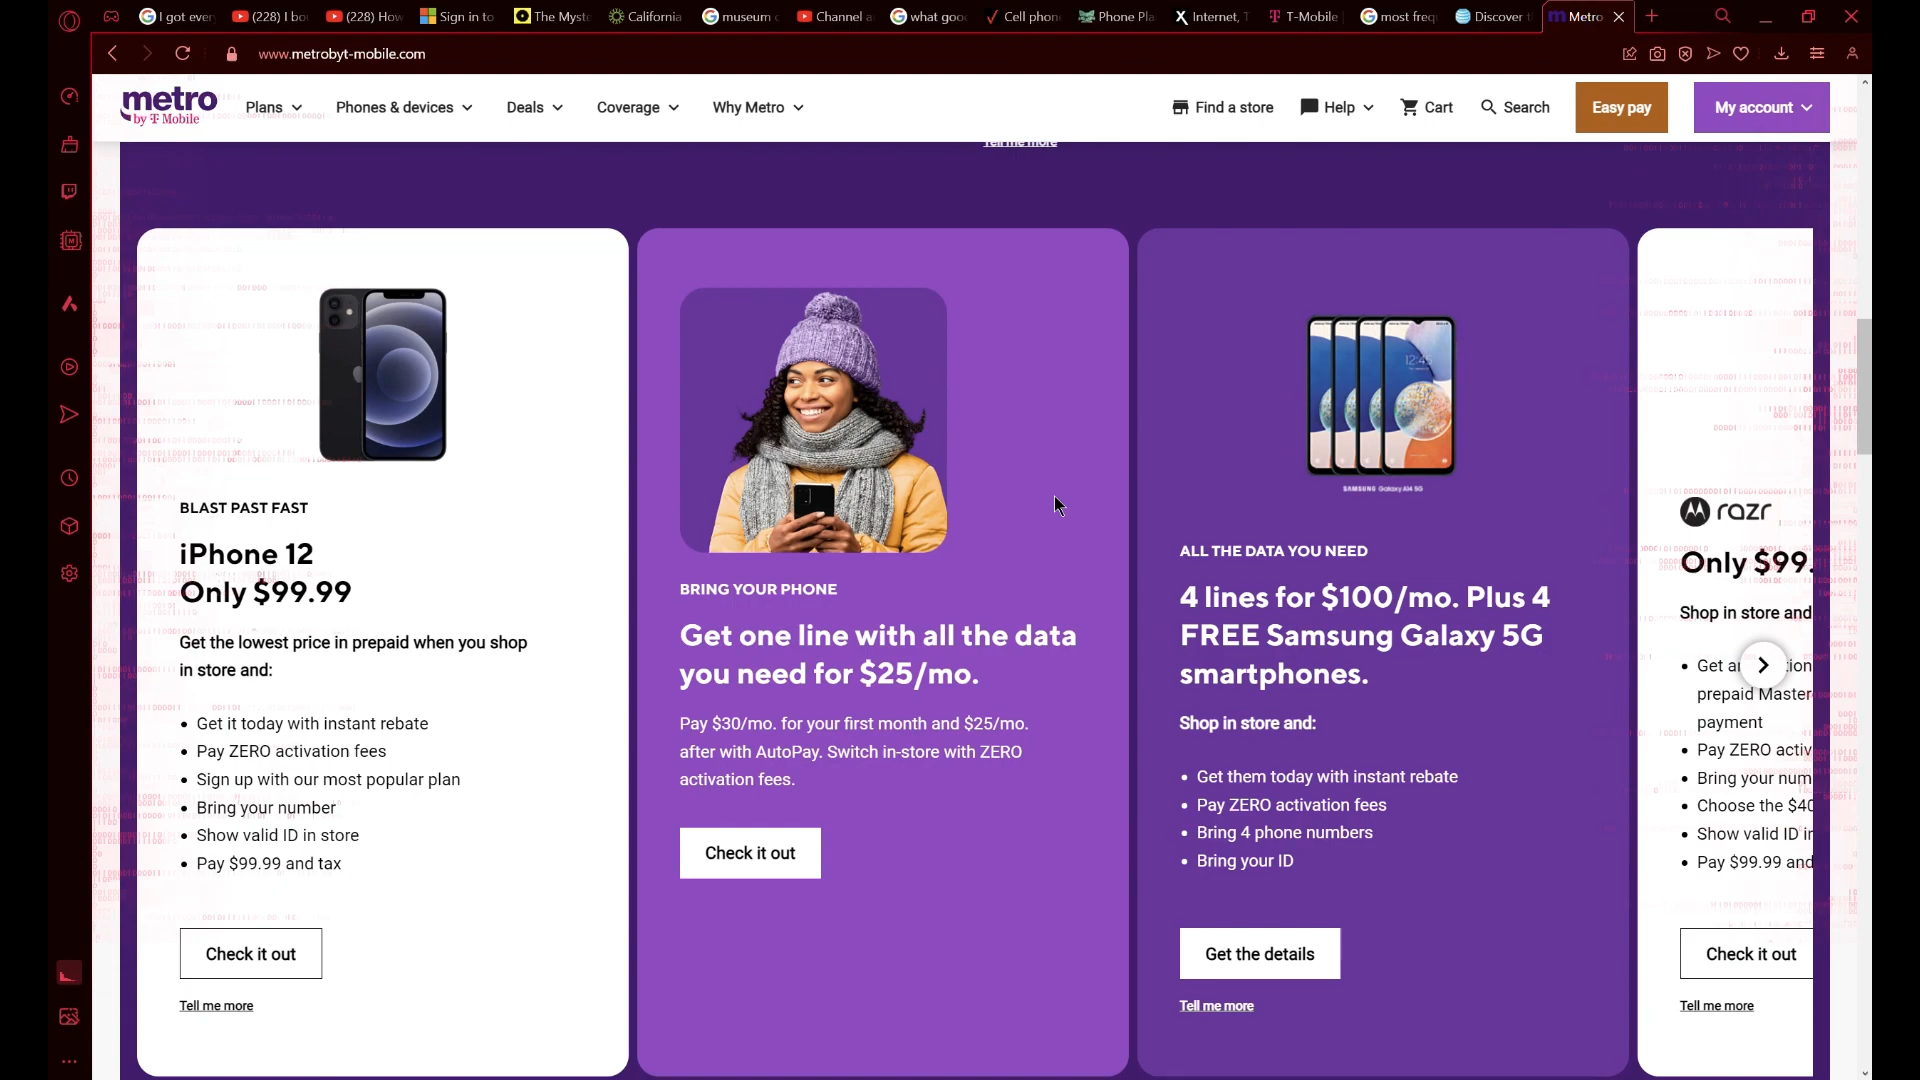 I got ever
(228) I bo
(228) How
Sign in to
The Myste
California
museum c
Channel a
what goo
Cell phon
Phone Pla
Internet, T
T-Mobile
most freq
Discover t
Metro
www.metrobyt-mobile.com
metro
by T Mobile
Plans
Phones & devices
Deals
Coverage
Why Metro
Find a store
Help
Cart
Search
Easy pay
My account
Tell me more
BLAST PAST FAST
iPhone 12
Only $99.99
Get the lowest price in prepaid when you shop
in store and:
• Get it today with instant rebate
• Pay ZERO activation fees
• Sign up with our most popular plan
• Bring your number
• Show valid ID in store
• Pay $99.99 and tax
Check it out
Tell me more
BRING YOUR PHONE
Get one line with all the data
you need for $25/mo.
Pay $30/mo. for your first month and $25/mo.
after with AutoPay. Switch in-store with ZERO
activation fees.
Check it out
12:45
SAMSUNG Galaxy A14 5G
ALL THE DATA YOU NEED
4 lines for $100/mo. Plus 4
FREE Samsung Galaxy 5G
smartphones.
Shop in store and:
• Get them today with instant rebate
• Pay ZERO activation fees
• Bring 4 phone numbers
• Bring your ID
Get the details
Tell me more
razr
Only $99.
Shop in store and
• Get a
prepaid Master
payment
• Pay ZERO activ
• Bring your num
• Choose the $40
• Show valid ID in
• Pay $99.99 and
Check it out
Tell me more